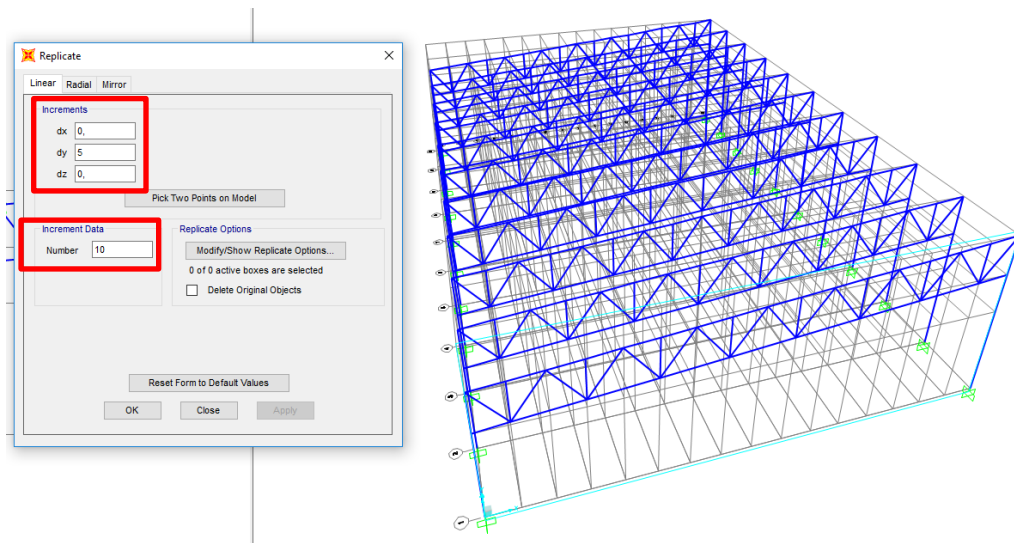 Replicate
Linear Radial Mirror
Increments
dx 0,
dy 5
dz 0,
Pick Two Points on Model
Increment Data
Number 10
Replicate Options
Modify/Show Replicate Options...
0 of 0 active boxes are selected
Delete Original Objects
Reset Form to Default Values
OK Close Apply